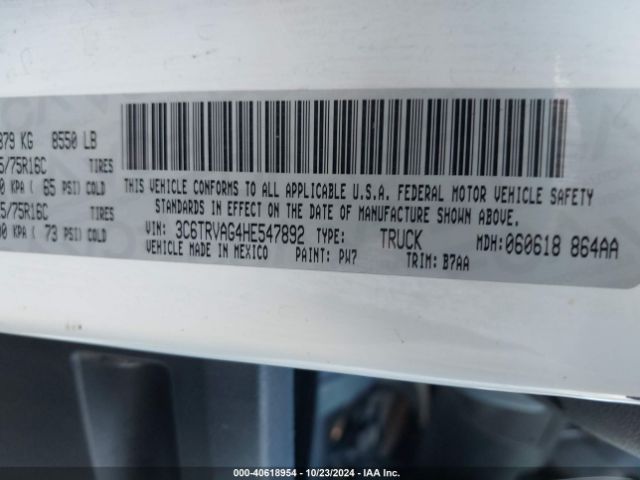 879 KG 8550 LB
5/75R16C TIRES
0 KPA ( 65 PSI) COLD
5/75R16C TIRES
00 KPA ( 73 PSI) COLD
THIS VEHICLE CONFORMS TO ALL APPLICABLE U.S.A. FEDERAL MOTOR VEHICLE SAFETY
STANDARDS IN EFFECT ON THE DATE OF MANUFACTURE SHOWN ABOVE.
VIN: 3C6TRVAG4HE547892 TYPE: TRUCK MDH: 060618 864AA
VEHICLE MADE IN MEXICO PAINT: PW7 TRIM: B7AA
000-40618954 - 10/23/2024 - IAA Inc.